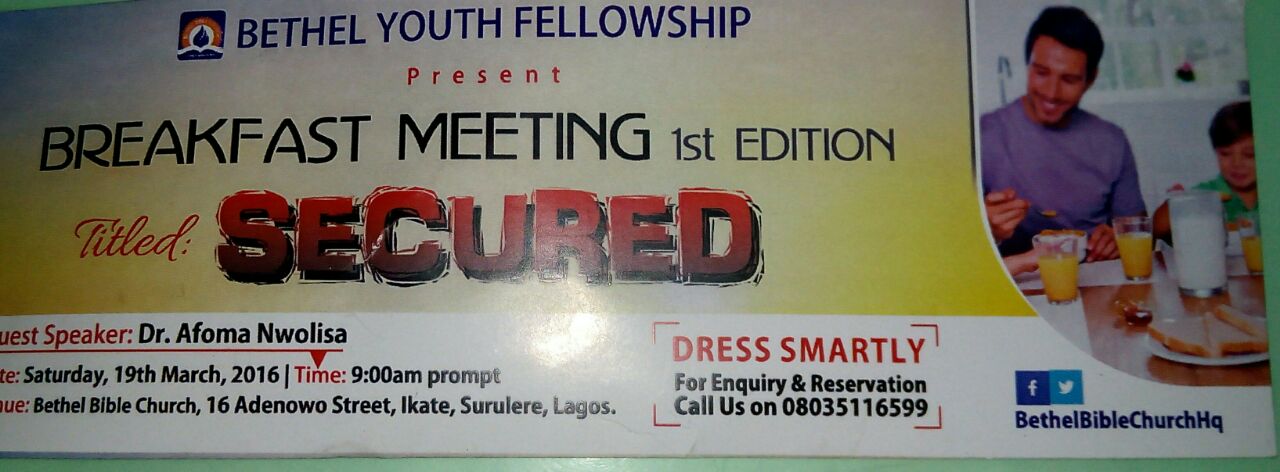 BETHEL YOUTH FELLOWSHIP
Present
BREAKFAST MEETING 1st EDITION
Titled: SECURED
uest Speaker: Dr. Afoma Nwolisa
te: Saturday, 19th March, 2016 | Time: 9:00am prompt
nue: Bethel Bible Church, 16 Adenowo Street, Ikate, Surulere, Lagos.
DRESS SMARTLY
For Enquiry & Reservation
Call Us on 08035116599
BethelBibleChurchHq